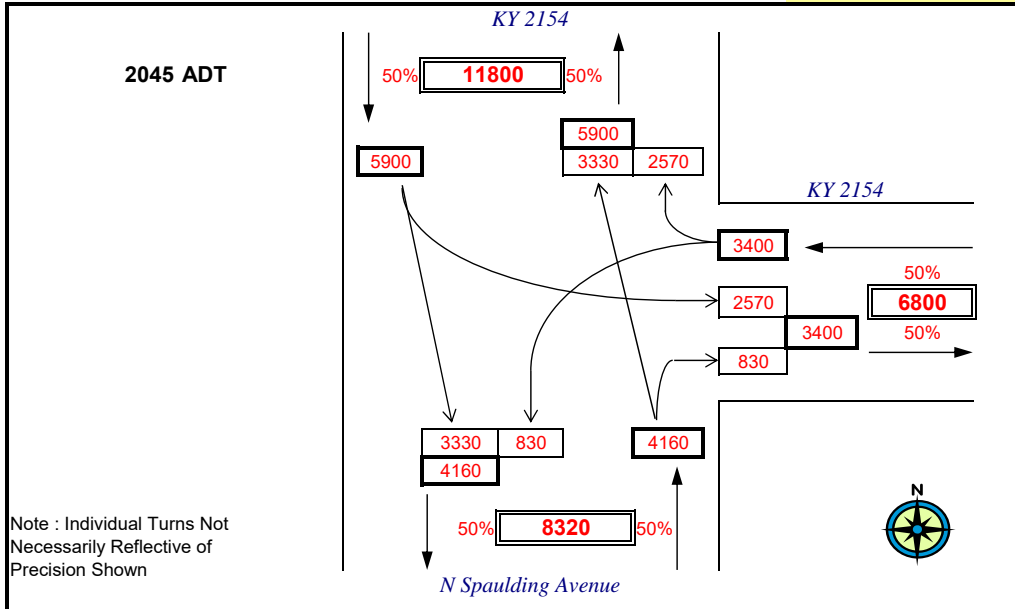 KY 2154
2045 ADT
50% 11800 50%
5900
5900
3330 2570
KY 2154
3400
50%
2570
6800
3400
50%
830
3330 830
4160
4160
N
Note : Individual Turns Not
Necessarily Reflective of
Precision Shown
50% 8320 50%
N Spaulding Avenue